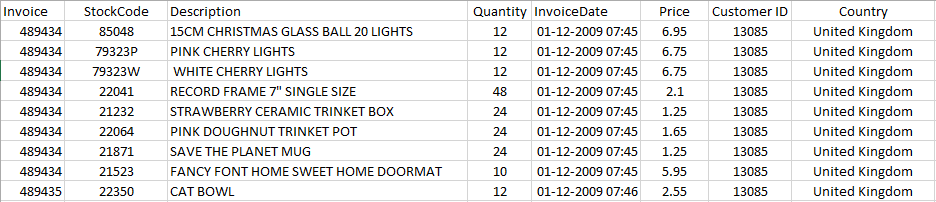 Invoice StockCode Description Quantity InvoiceDate Price Customer ID Country
489434 85048 15CM CHRISTMAS GLASS BALL 20 LIGHTS 12 01-12-2009 07:45 6.95 13085 United Kingdom
489434 79323P PINK CHERRY LIGHTS 12 01-12-2009 07:45 6.75 13085 United Kingdom
489434 79323W WHITE CHERRY LIGHTS 12 01-12-2009 07:45 6.75 13085 United Kingdom
489434 22041 RECORD FRAME 7" SINGLE SIZE 48 01-12-2009 07:45 2.1 13085 United Kingdom
489434 21232 STRAWBERRY CERAMIC TRINKET BOX 24 01-12-2009 07:45 1.25 13085 United Kingdom
489434 22064 PINK DOUGHNUT TRINKET POT 24 01-12-2009 07:45 1.65 13085 United Kingdom
489434 21871 SAVE THE PLANET MUG 24 01-12-2009 07:45 1.25 13085 United Kingdom
489434 21523 FANCY FONT HOME SWEET HOME DOORMAT 10 01-12-2009 07:45 5.95 13085 United Kingdom
489435 22350 CAT BOWL 12 01-12-2009 07:46 2.55 13085 United Kingdom